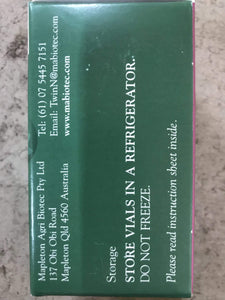 Mapleton Agri Biotec Pty Ltd
137 Obi Obi Road
Mapleton Qld 4560 Australia
Tel: (61) 07 5445 7151
Email: TwinN@mabiotec.com
www.mabiotec.com
Storage
STORE VIALS IN A REFRIGERATOR.
DO NOT FREEZE.
Please read instruction sheet inside.